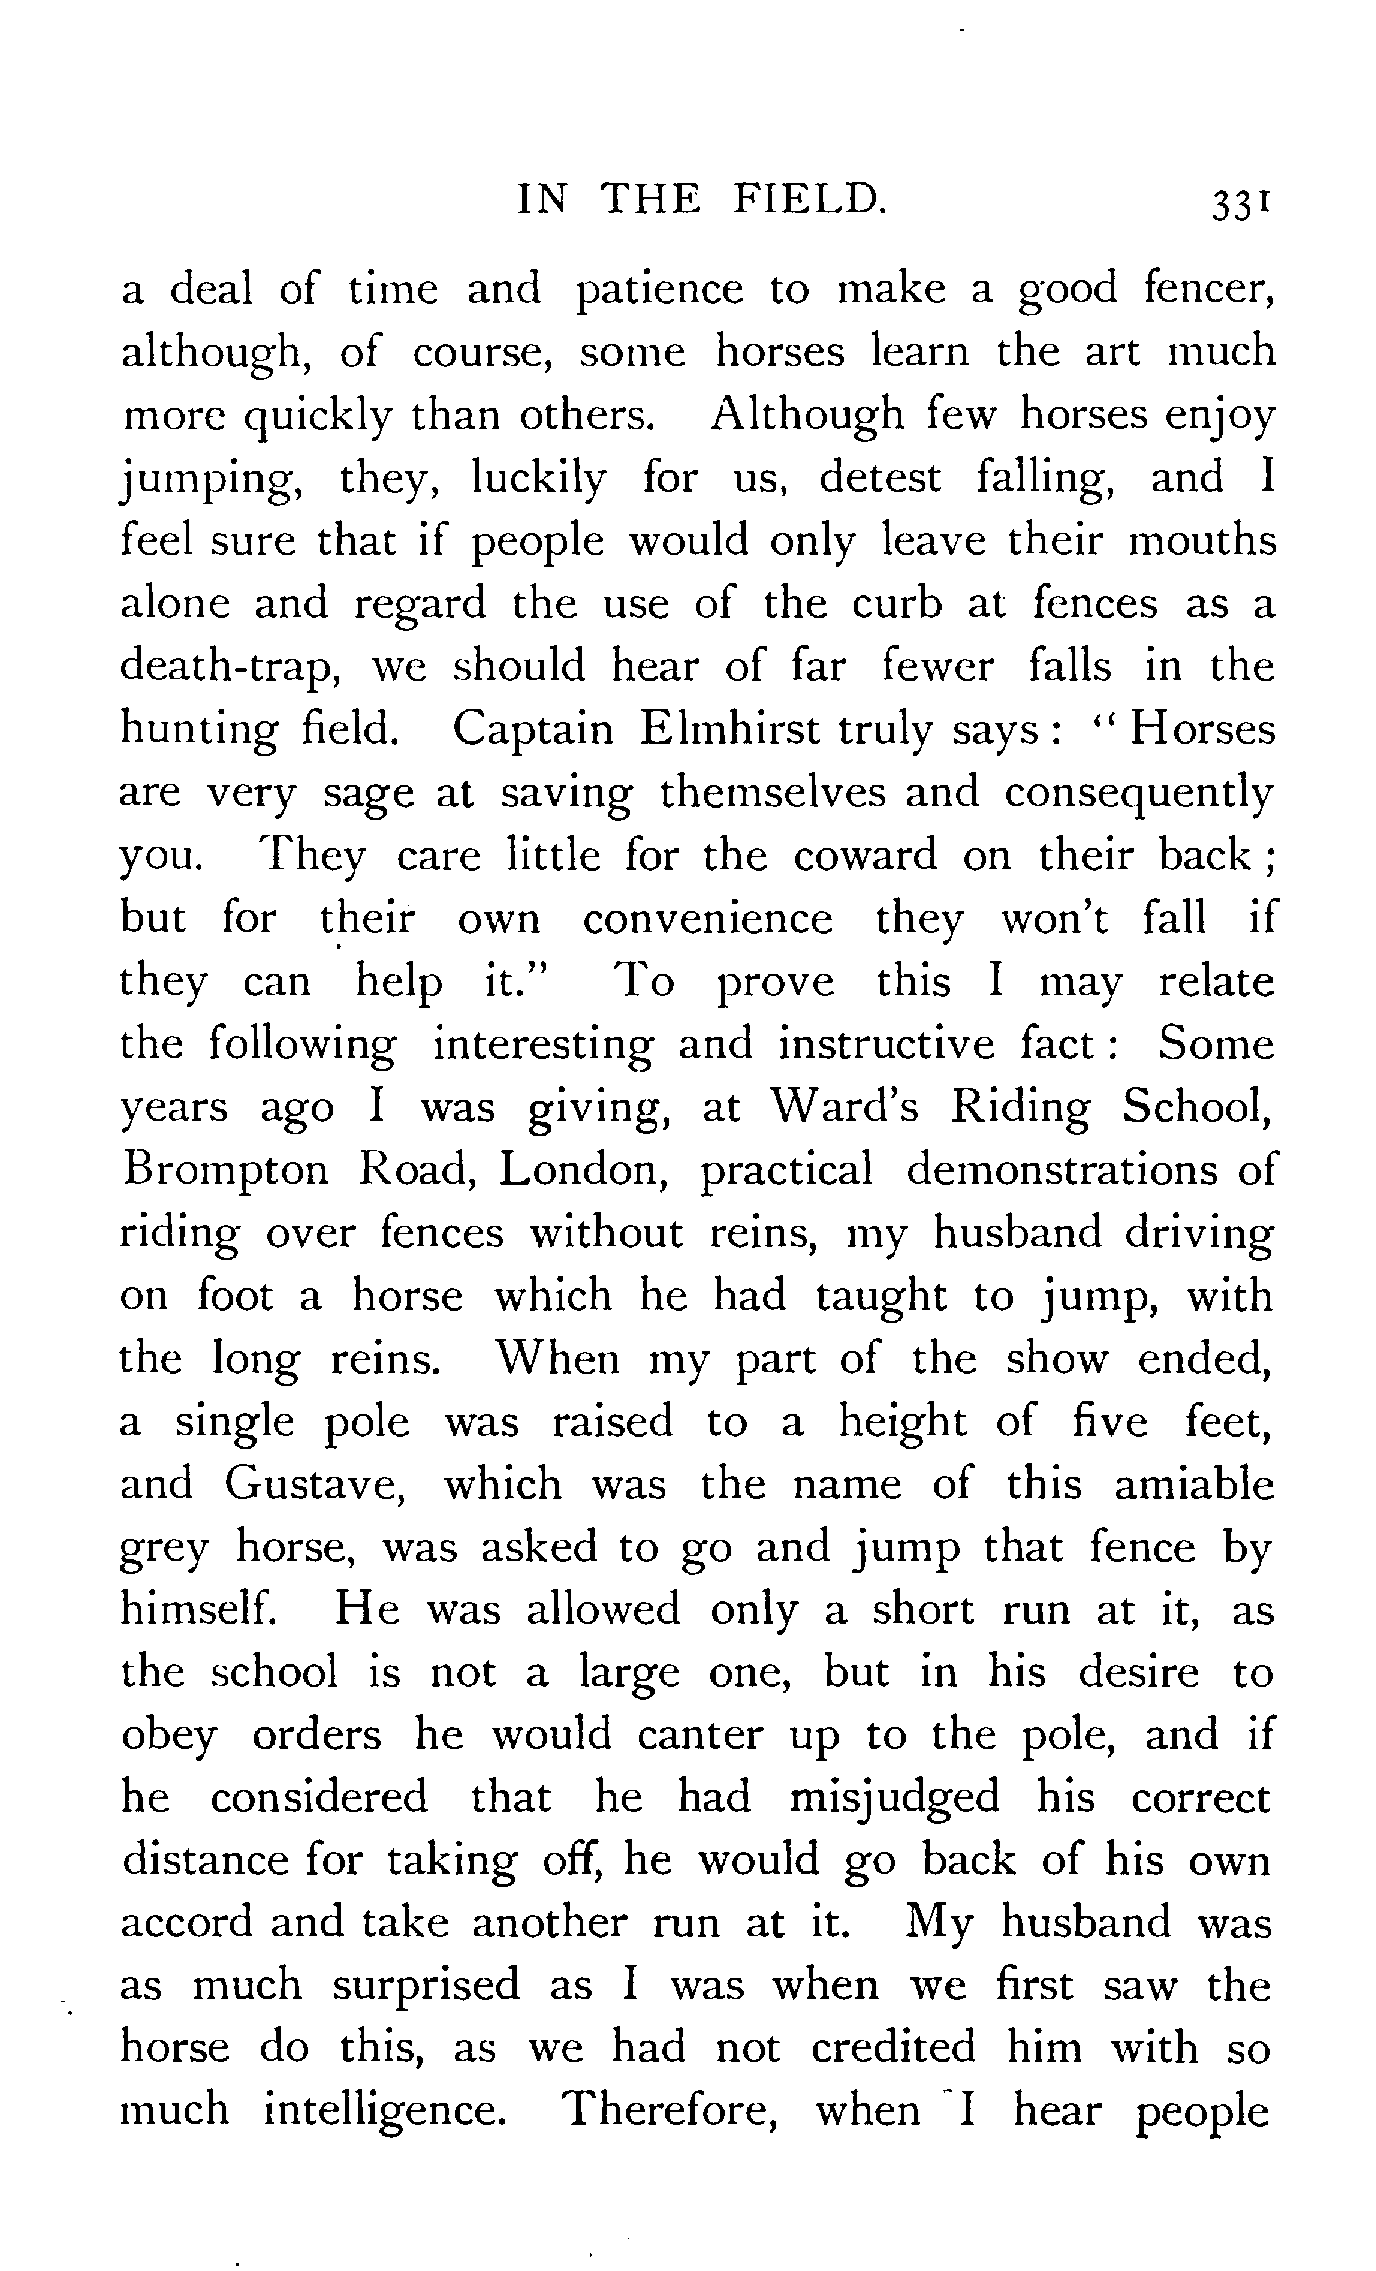 IN THE FIELD. 331
a deal of time and patience to make a good fencer,
although, of course, some horses learn the art much
more quickly than others. Although few horses enjoy
jumping, they, luckily for us, detest falling, and I
feel sure that if people would only leave their mouths
alone and regard the use of the curb at fences as a
death-trap, we should hear of far fewer falls in the
hunting field. Captain Elmhirst truly says : “ Horses
are very sage at saving themselves and consequently
you. They care little for the coward on their back ;
but for their own convenience they won’t fall if
they can help it.” To prove this I may relate
the following interesting and instructive fact : Some
years ago I was giving, at Ward’s Riding School,
Brompton Road, London, practical demonstrations of
riding over fences without reins, my husband driving
on foot a horse which he had taught to jump, with
the long reins. When my part of the show ended,
a single pole was raised to a height of five feet,
and Gustave, which was the name of this amiable
grey horse, was asked to go and jump that fence by
himself. He was allowed only a short run at it, as
the school is not a large one, but in his desire to
obey orders he would canter up to the pole, and if
he considered that he had misjudged his correct
distance for taking off, he would go back of his own
accord and take another run at it. My husband was
as much surprised as I was when we first saw the
horse do this, as we had not credited him with so
much intelligence. Therefore, when I hear people